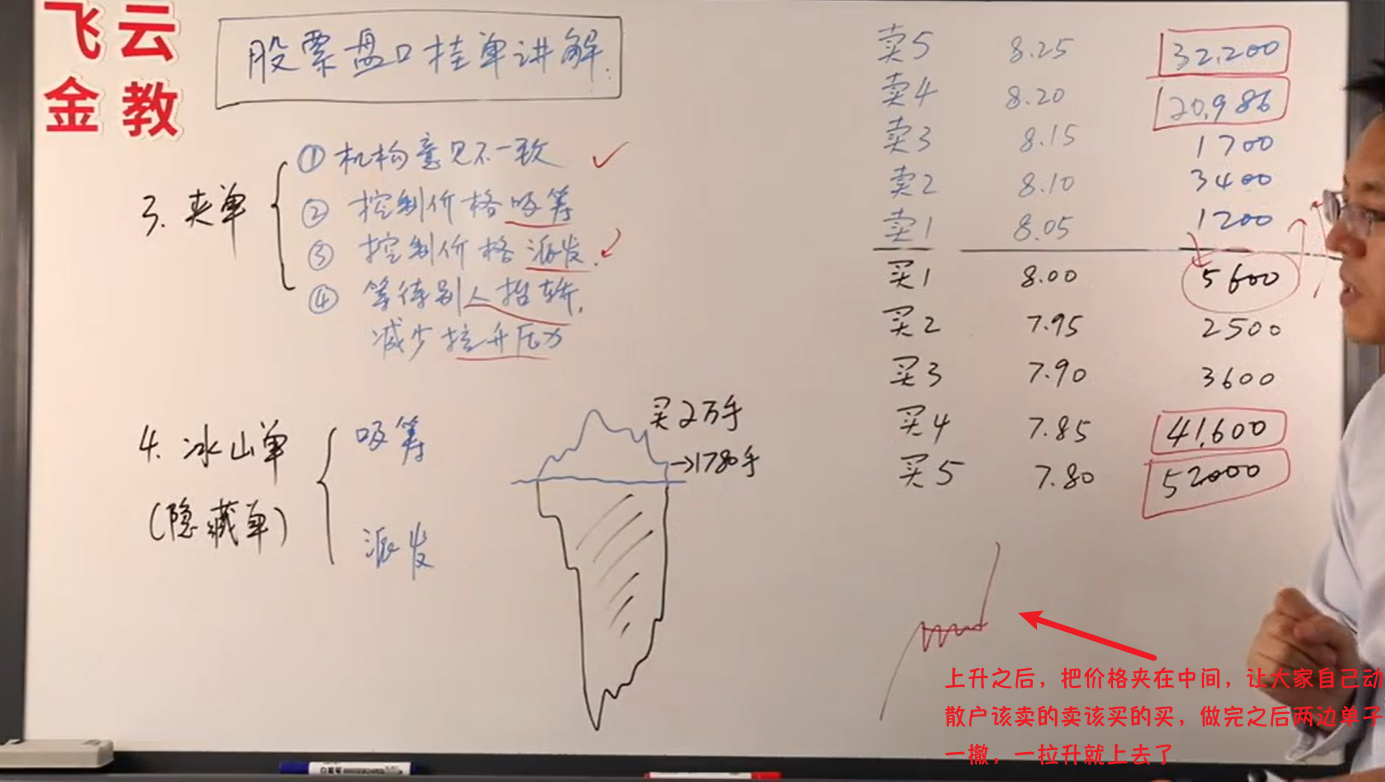 飞云
金教
股票盘口挂单讲解.
3. 夹单
① 机构意见不一致
② 控制价格吸筹
③ 控制价格派发.
④ 等待别人抬轿,
减少拉升压力
4. 冰山单
(隐藏单)
吸筹
派发
买2万手
→1780手
卖5 8.25 32,200
卖4 8.20 20,986
卖3 8.15 1700
卖2 8.10 3400
卖1 8.05 1200
买1 8.00 5600
买2 7.95 2500
买3 7.90 3600
买4 7.85 41,600
买5 7.80 52000
上升之后，把价格夹在中间，让大家自己动
散户该卖的卖该买的买，做完之后两边单子
一撤，一拉升就上去了